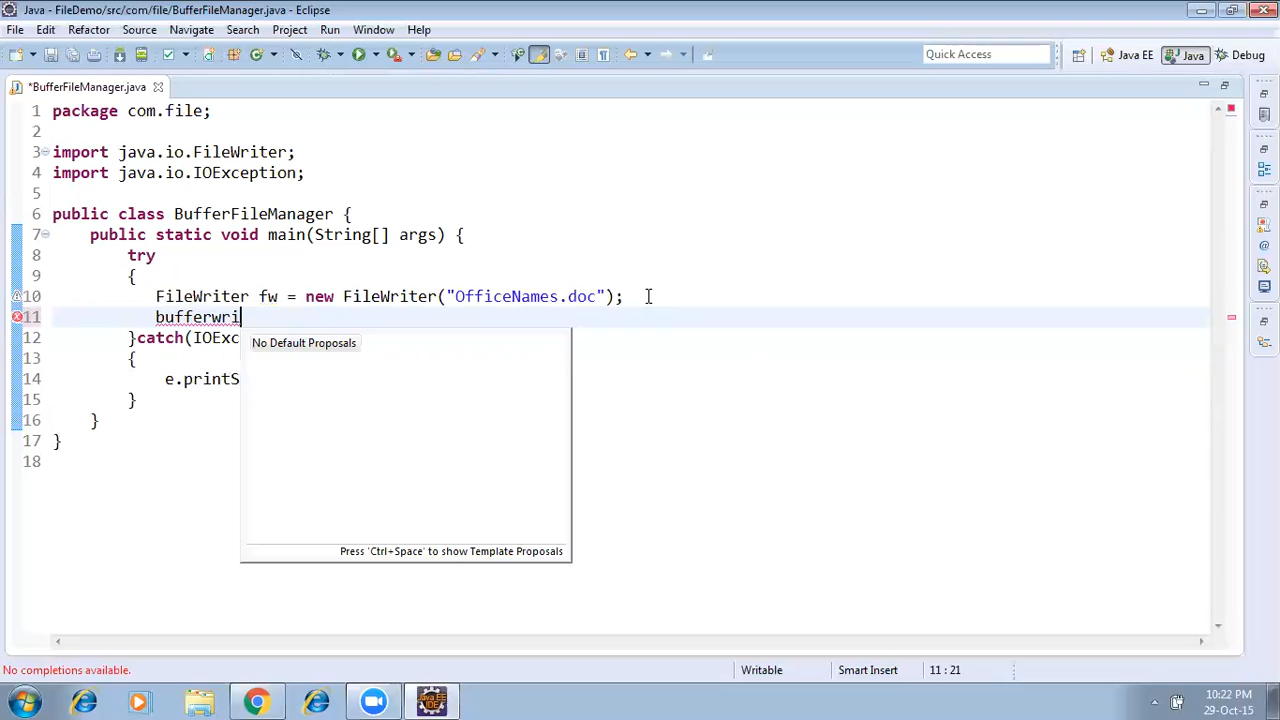 Java - FileDemo/src/com/file/BufferFileManager.java - Eclipse
File Edit Refactor Source Navigate Search Project Run Window Help
Quick Access Java EE Java Debug
*BufferFileManager.java
1 package com.file;
2
3 import java.io.FileWriter;
4 import java.io.IOException;
5
6 public class BufferFileManager {
7 public static void main(String[] args) {
8 try
9 {
10 FileWriter fw = new FileWriter("OfficeNames.doc");
11 bufferwri
12 }catch(IOExc
No Default Proposals
13 {
14 e.printS
15 }
16 }
17 }
18
Press 'Ctrl+Space' to show Template Proposals
No completions available. Writable Smart Insert 11 : 21
Java EE IDE
10:22 PM
29-Oct-15